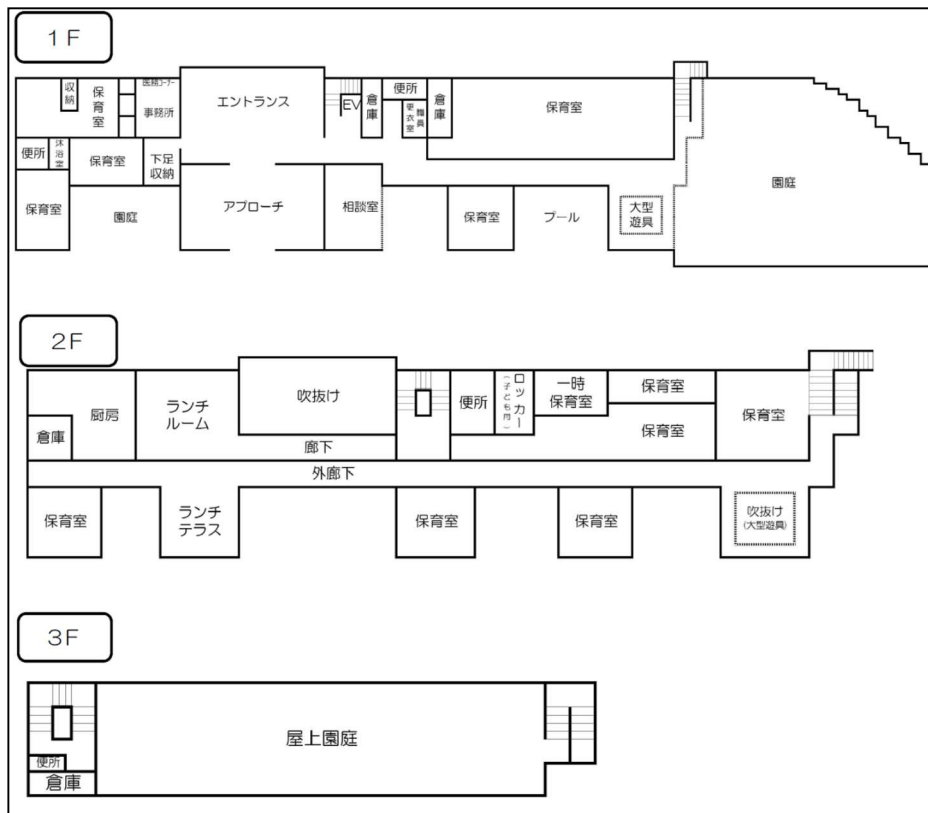 1F
収納
保育室
医務コーナー
事務所
エントランス
EV
倉庫
便所
職員
更衣室
倉庫
保育室
便所
沐浴室
保育室
下足
収納
保育室
園庭
アプローチ
相談室
保育室
プール
大型
遊具
園庭
2F
厨房
倉庫
ランチ
ルーム
吹抜け
廊下
便所
ロッカー
(子ども用)
一時
保育室
保育室
保育室
保育室
外廊下
保育室
ランチ
テラス
保育室
保育室
吹抜け
(大型遊具)
3F
便所
倉庫
屋上園庭